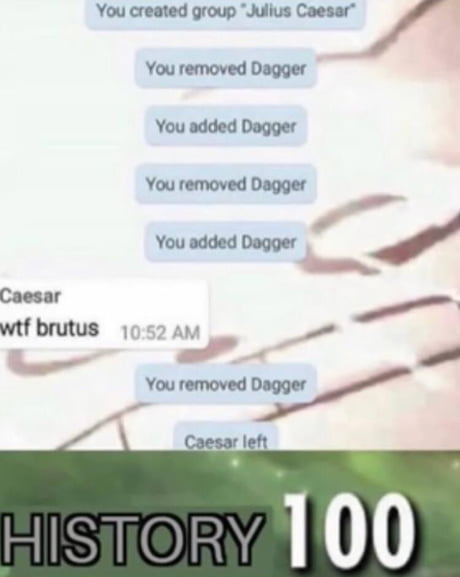 You created group "Julius Caesar"
You removed Dagger
You added Dagger
You removed Dagger
You added Dagger
Caesar
wtf brutus 10:52 AM
You removed Dagger
Caesar left
HISTORY 100